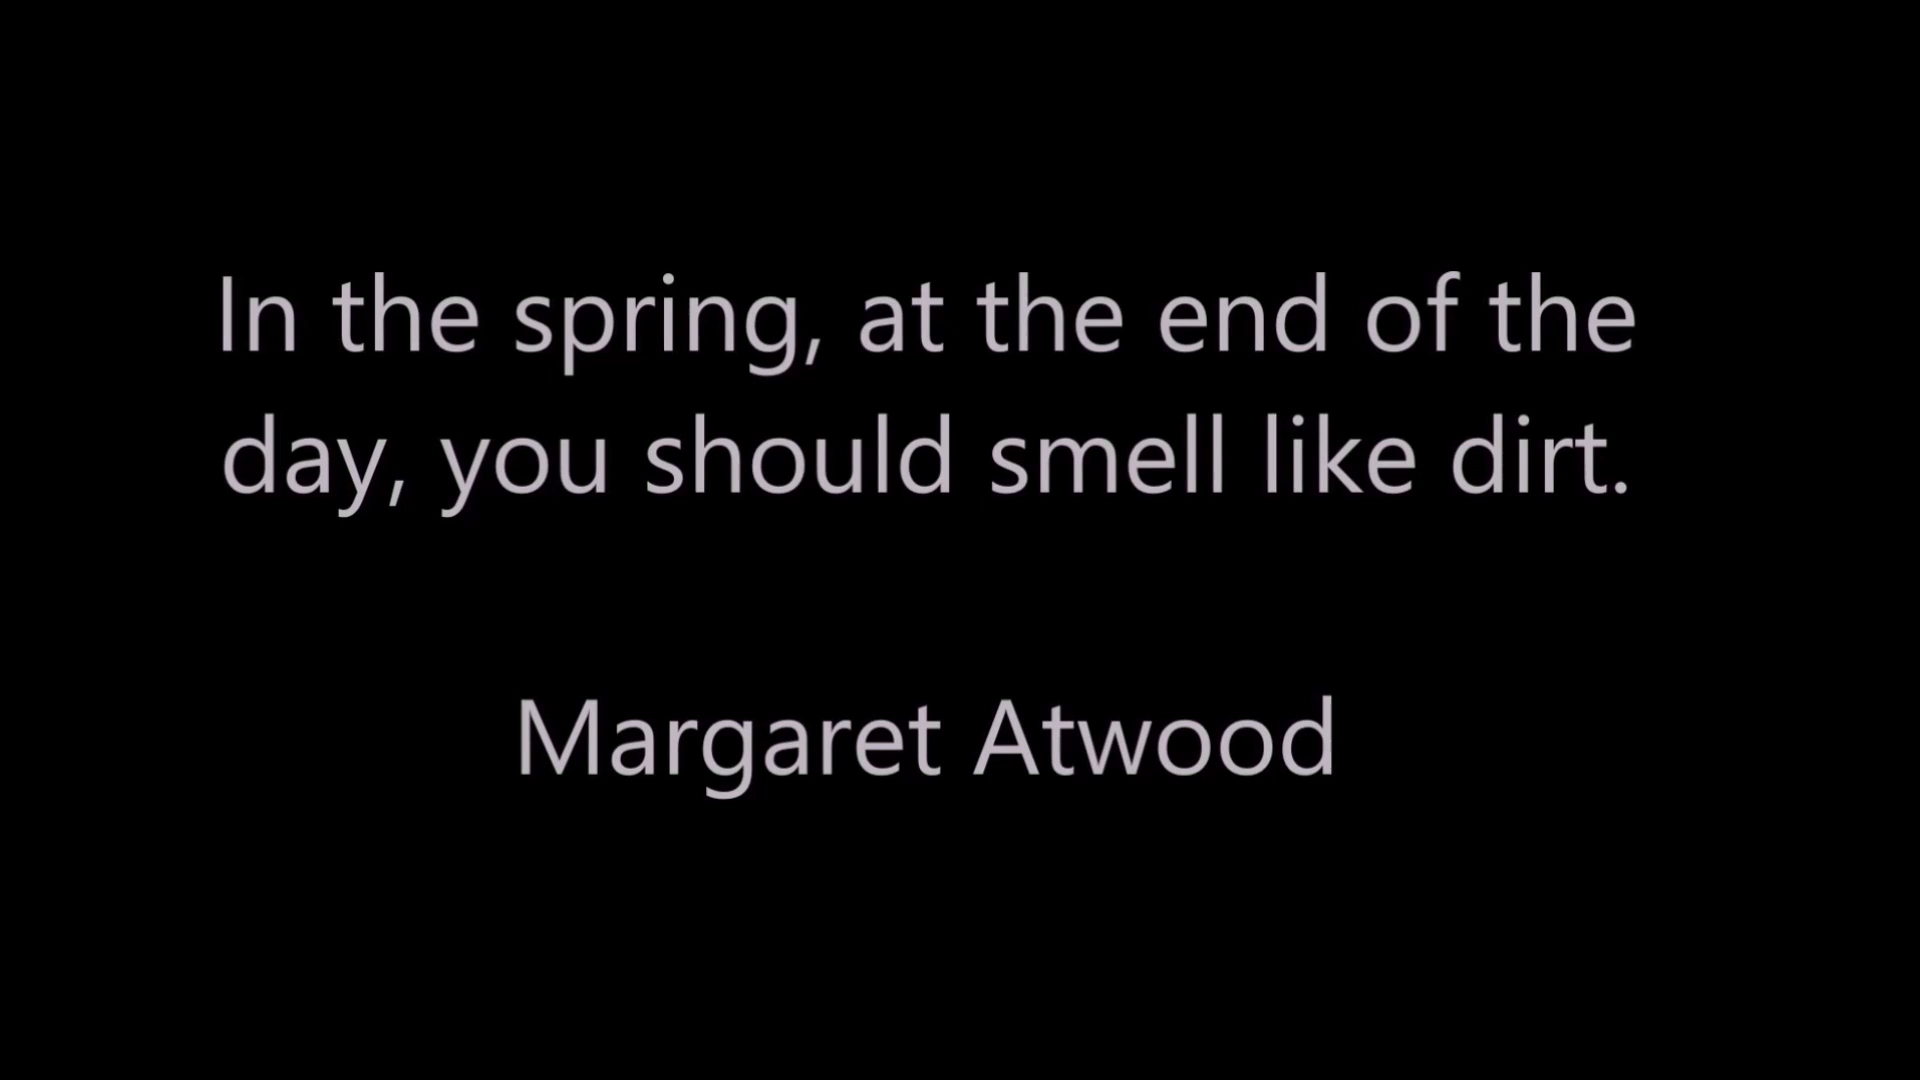 In the spring, at the end of the
day, you should smell like dirt.
Margaret Atwood